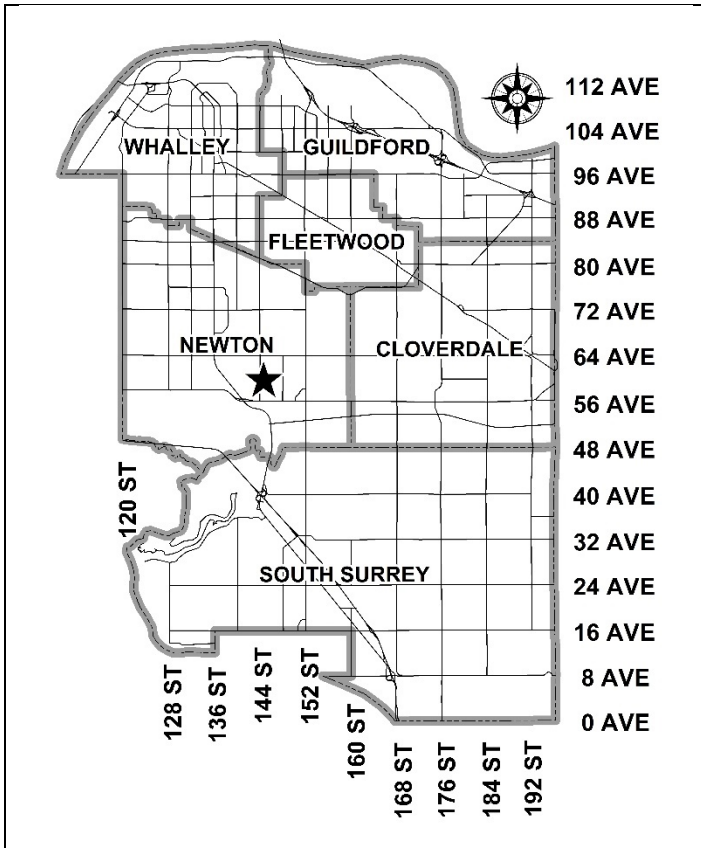 112 AVE
104 AVE
WHALLEY
GUILDFORD
96 AVE
88 AVE
FLEETWOOD
80 AVE
72 AVE
NEWTON
CLOVERDALE
64 AVE
56 AVE
48 AVE
120 ST
40 AVE
32 AVE
SOUTH SURREY
24 AVE
16 AVE
128 ST
136 ST
144 ST
152 ST
8 AVE
160 ST
0 AVE
168 ST
176 ST
184 ST
192 ST